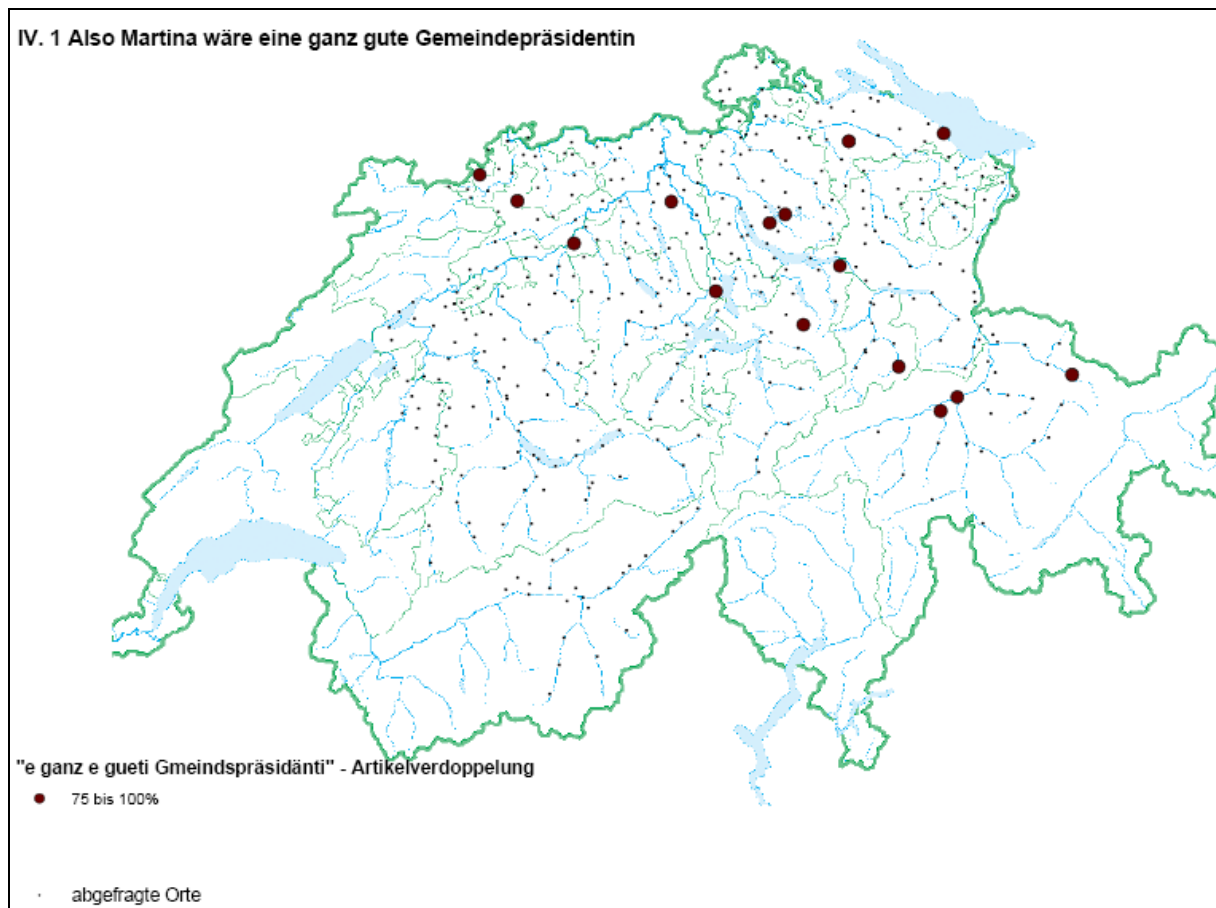 IV. 1 Also Martina wäre eine ganz gute Gemeindepräsidentin
"e ganz e gueti Gmeindspräsidänti" - Artikelverdoppelung
75 bis 100%
abgefragte Orte